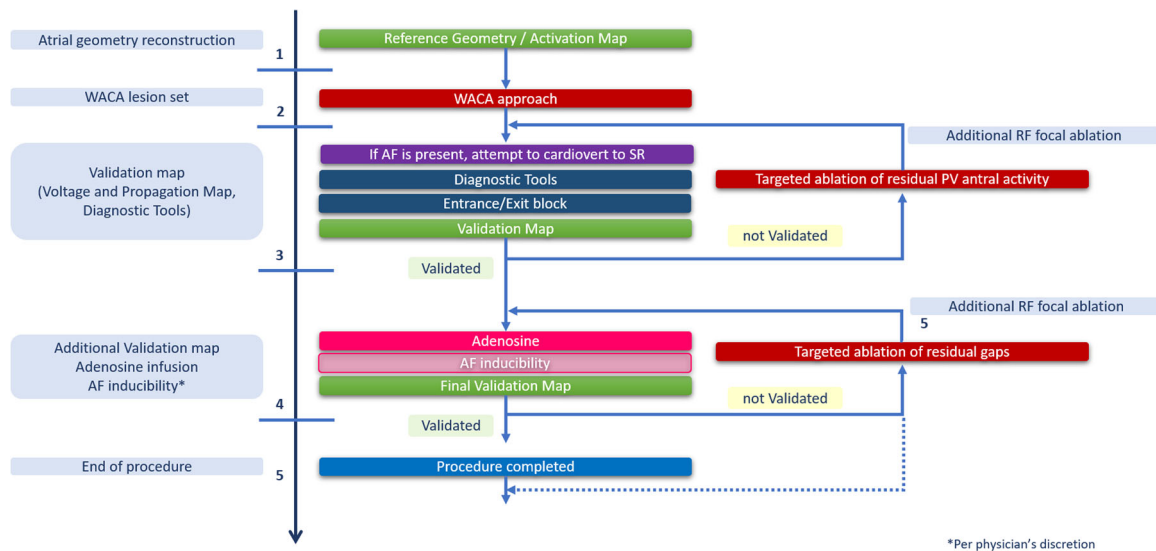 Atrial geometry reconstruction
1
Reference Geometry / Activation Map
WACA lesion set
2
WACA approach
Additional RF focal ablation
Validation map
(Voltage and Propagation Map,
Diagnostic Tools)
3
If AF is present, attempt to cardiovert to SR
Diagnostic Tools
Entrance/Exit block
Validation Map
Targeted ablation of residual PV antral activity
not Validated
Validated
Additional RF focal ablation
5
Additional Validation map
Adenosine infusion
AF inducibility*
4
Adenosine
AF inducibility
Final Validation Map
Targeted ablation of residual gaps
not Validated
Validated
End of procedure
5
Procedure completed
*Per physician's discretion